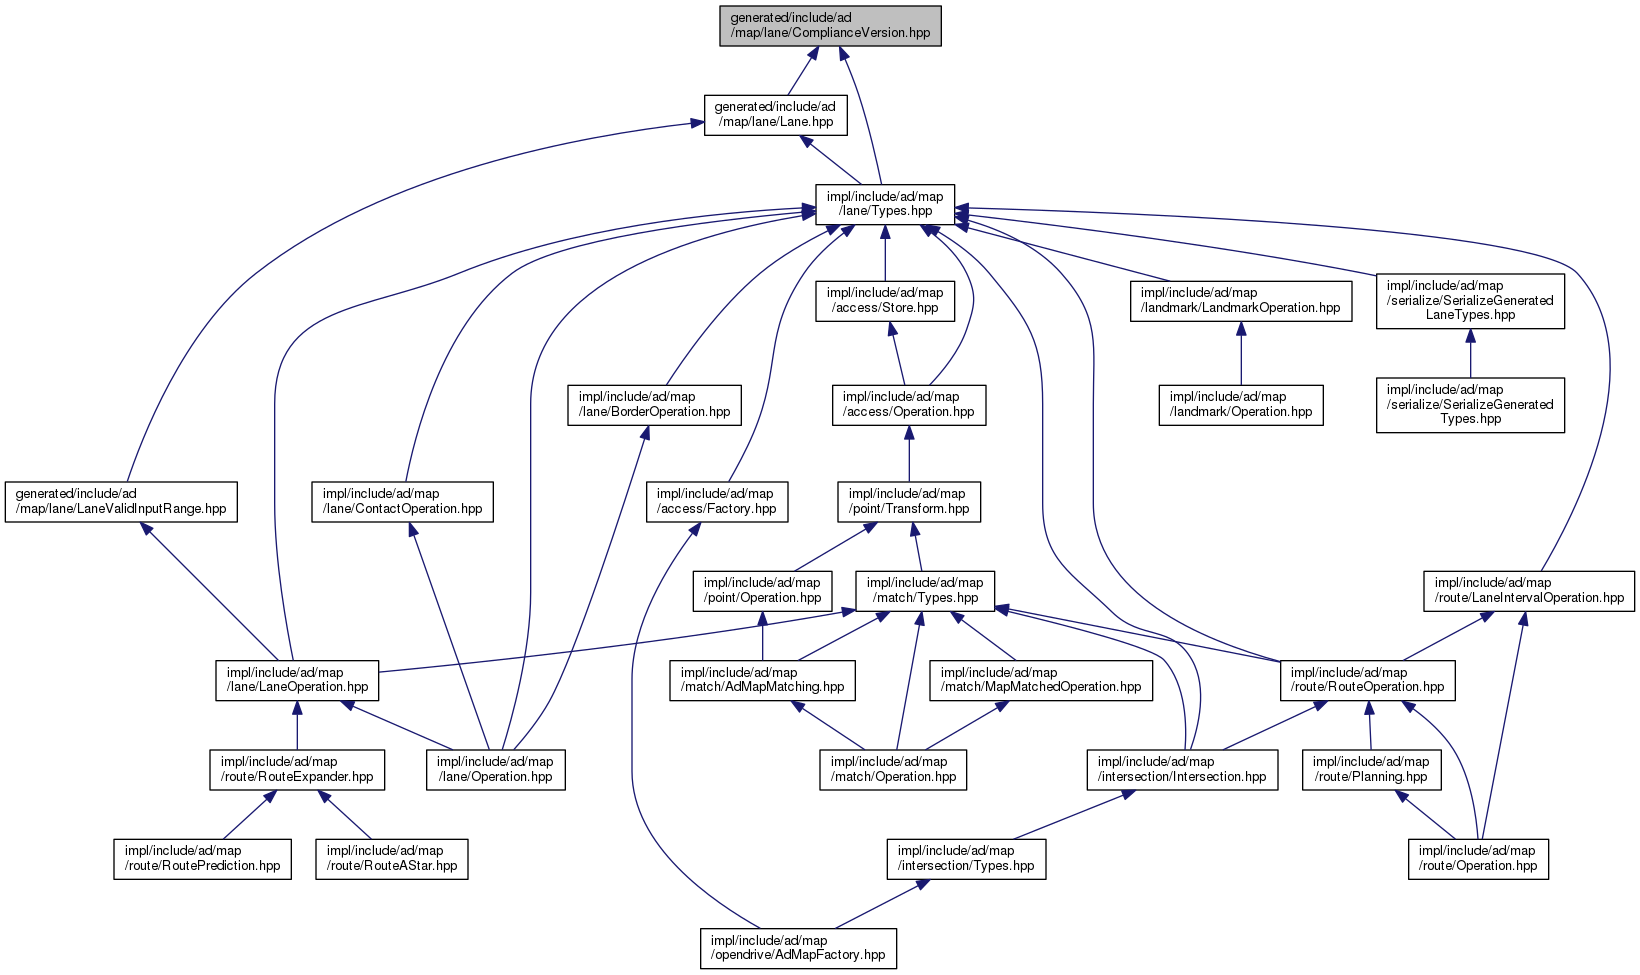 generated/include/ad
/map/lane/ComplianceVersion.hpp
generated/include/ad
/map/lane/Lane.hpp
impl/include/ad/map
/lane/Types.hpp
impl/include/ad/map
/access/Store.hpp
impl/include/ad/map
/landmark/LandmarkOperation.hpp
impl/include/ad/map
/serialize/SerializeGenerated
LaneTypes.hpp
impl/include/ad/map
/lane/BorderOperation.hpp
impl/include/ad/map
/access/Operation.hpp
impl/include/ad/map
/landmark/Operation.hpp
impl/include/ad/map
/serialize/SerializeGenerated
Types.hpp
generated/include/ad
/map/lane/LaneValidInputRange.hpp
impl/include/ad/map
/lane/ContactOperation.hpp
impl/include/ad/map
/access/Factory.hpp
impl/include/ad/map
/point/Transform.hpp
impl/include/ad/map
/point/Operation.hpp
impl/include/ad/map
/match/Types.hpp
impl/include/ad/map
/route/LaneIntervalOperation.hpp
impl/include/ad/map
/lane/LaneOperation.hpp
impl/include/ad/map
/match/AdMapMatching.hpp
impl/include/ad/map
/match/MapMatchedOperation.hpp
impl/include/ad/map
/route/RouteOperation.hpp
impl/include/ad/map
/route/RouteExpander.hpp
impl/include/ad/map
/lane/Operation.hpp
impl/include/ad/map
/match/Operation.hpp
impl/include/ad/map
/intersection/Intersection.hpp
impl/include/ad/map
/route/Planning.hpp
impl/include/ad/map
/route/RoutePrediction.hpp
impl/include/ad/map
/route/RouteAStar.hpp
impl/include/ad/map
/intersection/Types.hpp
impl/include/ad/map
/route/Operation.hpp
impl/include/ad/map
/opendrive/AdMapFactory.hpp